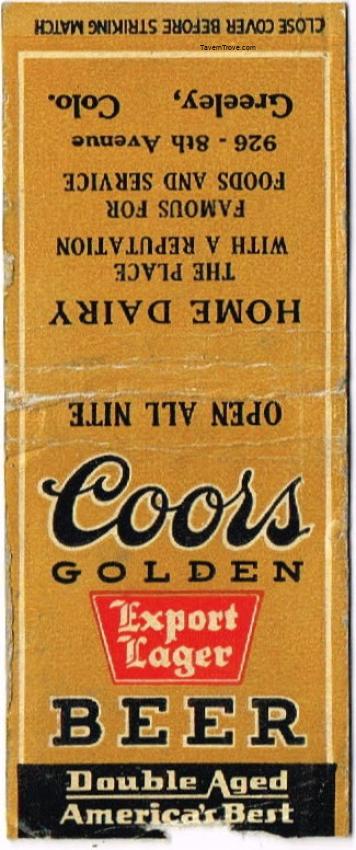 CLOSE COVER BEFORE STRIKING MATCH
TavernTrove.com
HOME DAIRY
THE PLACE
WITH A REPUTATION
FAMOUS FOR
FOODS AND SERVICE
926 - 8th Avenue
Greeley, Colo.
OPEN ALL NITE
Coors
GOLDEN
Export
Lager
BEER
Double Aged
America's Best